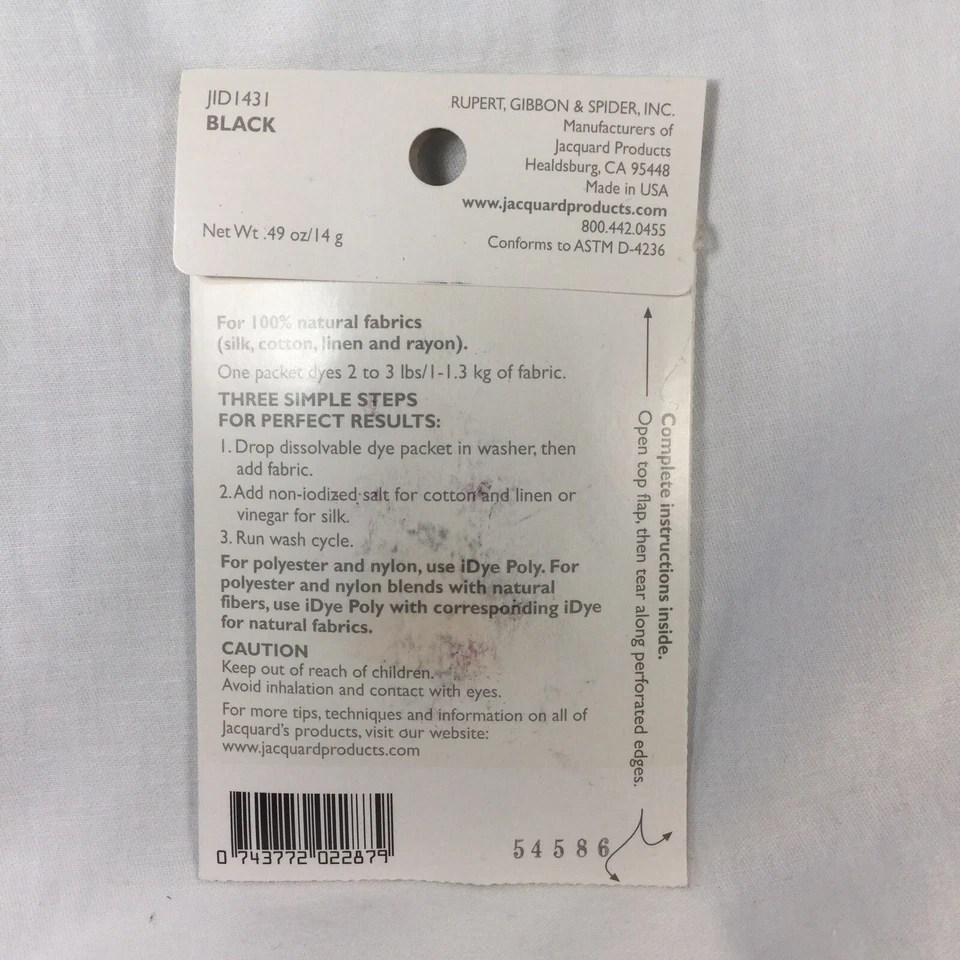 JID1431
BLACK
Net Wt .49 oz/14 g
RUPERT, GIBBON & SPIDER, INC.
Manufacturers of
Jacquard Products
Healdsburg, CA 95448
Made in USA
www.jacquardproducts.com
800.442.0455
Conforms to ASTM D-4236
For 100% natural fabrics
(silk, cotton, linen and rayon).
One packet dyes 2 to 3 lbs/1-1.3 kg of fabric.
THREE SIMPLE STEPS
FOR PERFECT RESULTS:
1. Drop dissolvable dye packet in washer, then
add fabric.
2. Add non-iodized salt for cotton and linen or
vinegar for silk.
3. Run wash cycle.
For polyester and nylon, use iDye Poly. For
polyester and nylon blends with natural
fibers, use iDye Poly with corresponding iDye
for natural fabrics.
CAUTION
Keep out of reach of children.
Avoid inhalation and contact with eyes.
For more tips, techniques and information on all of
Jacquard's products, visit our website:
www.jacquardproducts.com
Complete instructions inside.
Open top flap, then tear along perforated edges.
0 743772 022879
54586